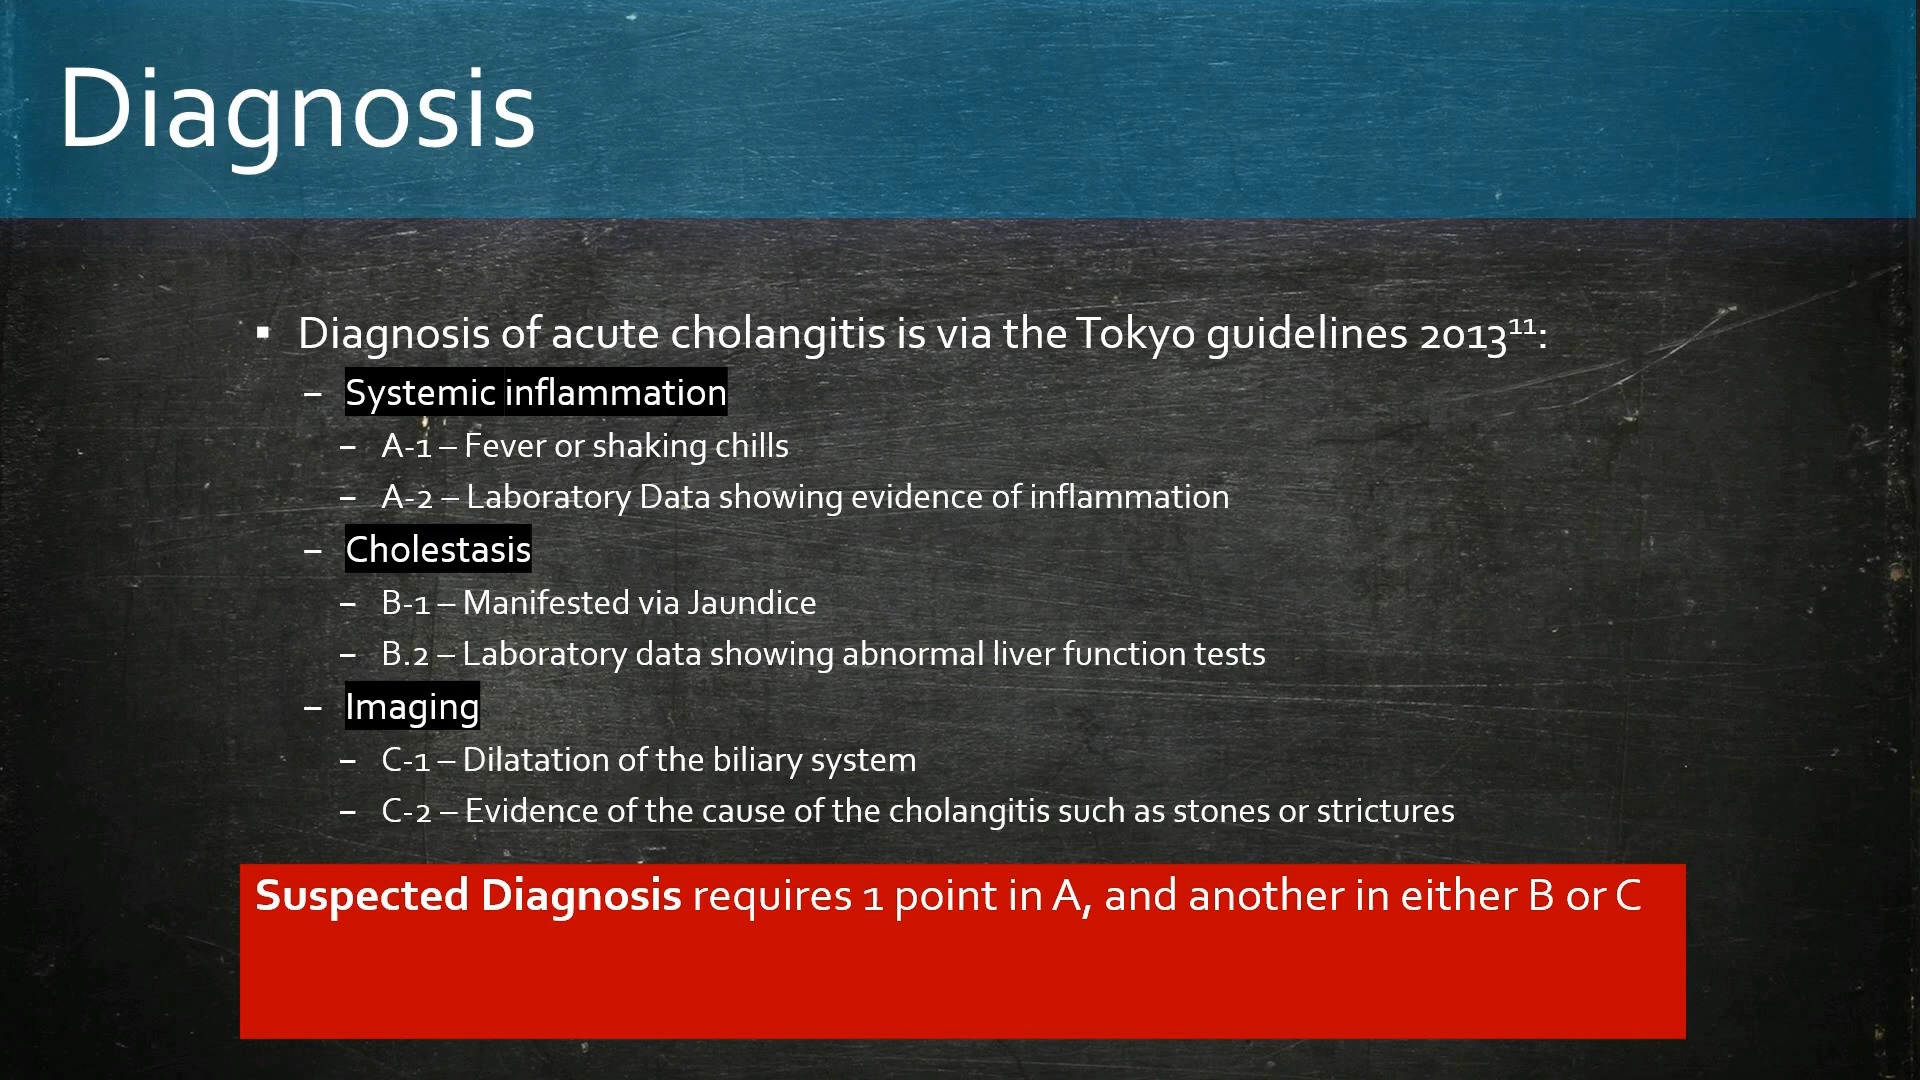 Diagnosis
▪ Diagnosis of acute cholangitis is via the Tokyo guidelines 2013¹¹:
– Systemic inflammation
– A-1 – Fever or shaking chills
– A-2 – Laboratory Data showing evidence of inflammation
– Cholestasis
– B-1 – Manifested via Jaundice
– B.2 – Laboratory data showing abnormal liver function tests
– Imaging
– C-1 – Dilatation of the biliary system
– C-2 – Evidence of the cause of the cholangitis such as stones or strictures
Suspected Diagnosis requires 1 point in A, and another in either B or C